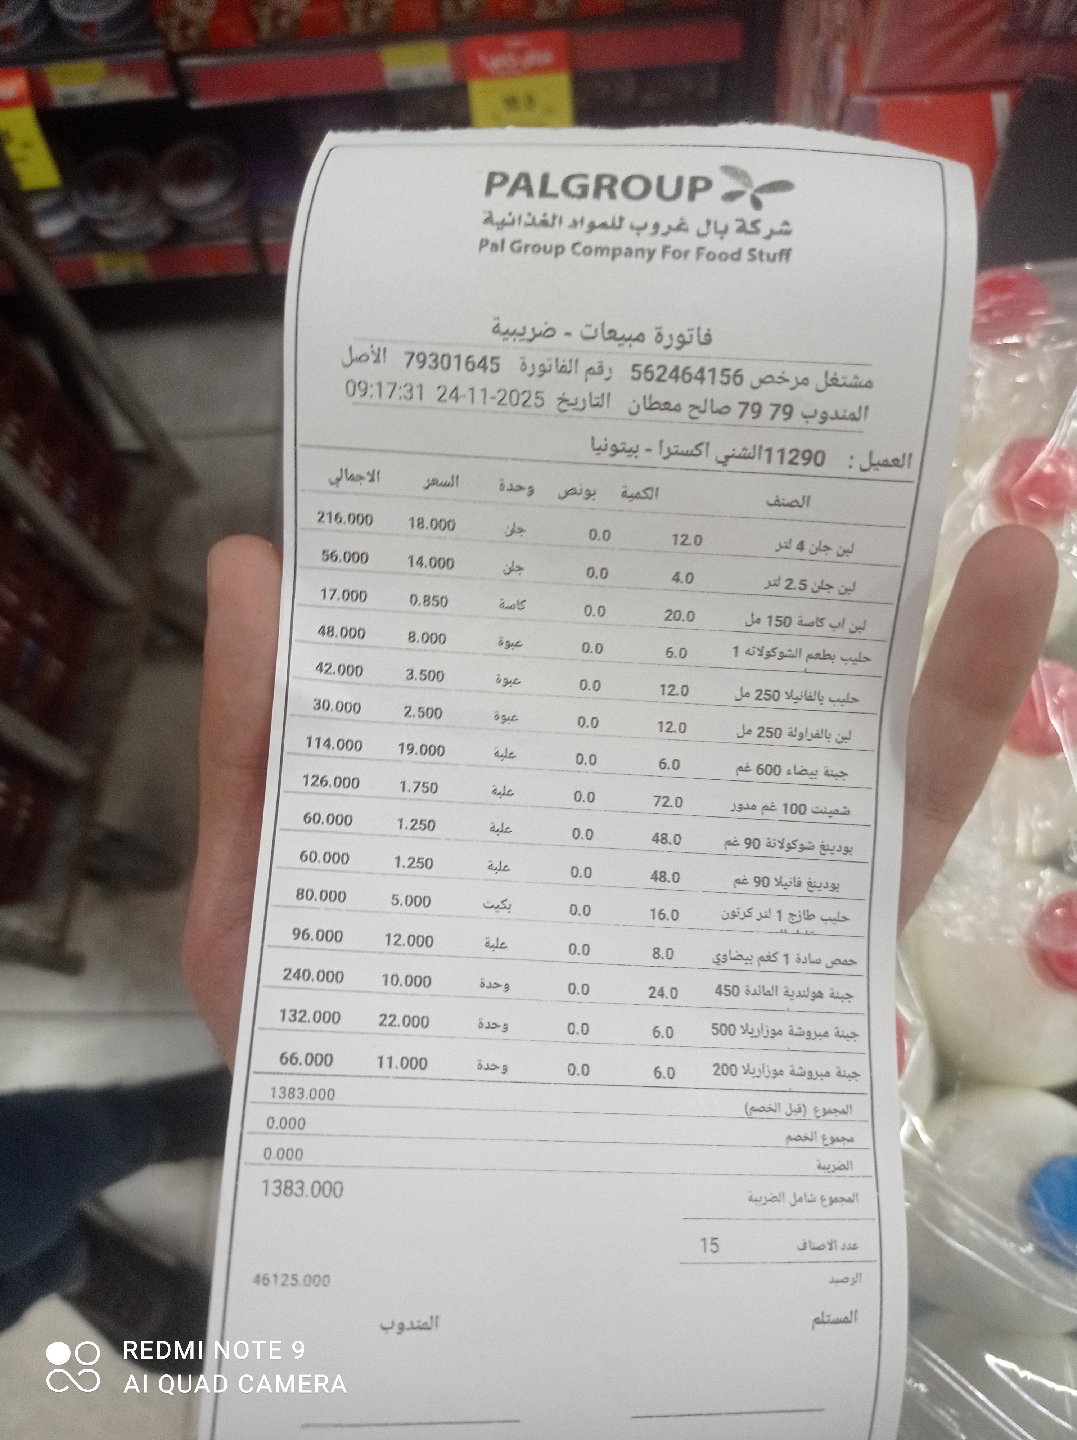 PALGROUP
شركة بال غروب للمواد الغذائية
Pal Group Company For Food Stuff
فاتورة مبيعات - ضريبية
مشتغل مرخص 562464156 رقم الفاتورة 79301645 الأصل
المندوب 79 79 صالح معطان التاريخ 24-11-2025 09:17:31
العميل : 11290الشني اكسترا - بيتونيا
الصنف الكمية بونص وحدة السعر الاجمالي
لبن جلن 4 لتر 12.0 0.0 جلن 18.000 216.000
لبن جلن 2.5 لتر 4.0 0.0 جلن 14.000 56.000
لبن اب كاسة 150 مل 20.0 0.0 كاسة 0.850 17.000
حليب بطعم الشوكولاته 1 6.0 0.0 عبوة 8.000 48.000
حليب بالفانيلا 250 مل 12.0 0.0 عبوة 3.500 42.000
لبن بالفراولة 250 مل 12.0 0.0 عبوة 2.500 30.000
جبنة بيضاء 600 غم 6.0 0.0 علبة 19.000 114.000
شمينت 100 غم مدور 72.0 0.0 علبة 1.750 126.000
بودينغ شوكولاتة 90 غم 48.0 0.0 علبة 1.250 60.000
بودينغ فانيلا 90 غم 48.0 0.0 علبة 1.250 60.000
حليب طازج 1 لتر كرتون 16.0 0.0 بكيت 5.000 80.000
حمص سادة 1 كغم بيضاوي 8.0 0.0 علبة 12.000 96.000
جبنة هولندية المائدة 450 24.0 0.0 وحدة 10.000 240.000
جبنة مبروشة موزاريلا 500 6.0 0.0 وحدة 22.000 132.000
جبنة مبروشة موزاريلا 200 6.0 0.0 وحدة 11.000 66.000
المجموع (قبل الخصم) 1383.000
مجموع الخصم 0.000
الضريبة 0.000
المجموع شامل الضريبة 1383.000
عدد الاصناف 15
الرصيد 46125.000
المستلم المندوب
REDMI NOTE 9
AI QUAD CAMERA